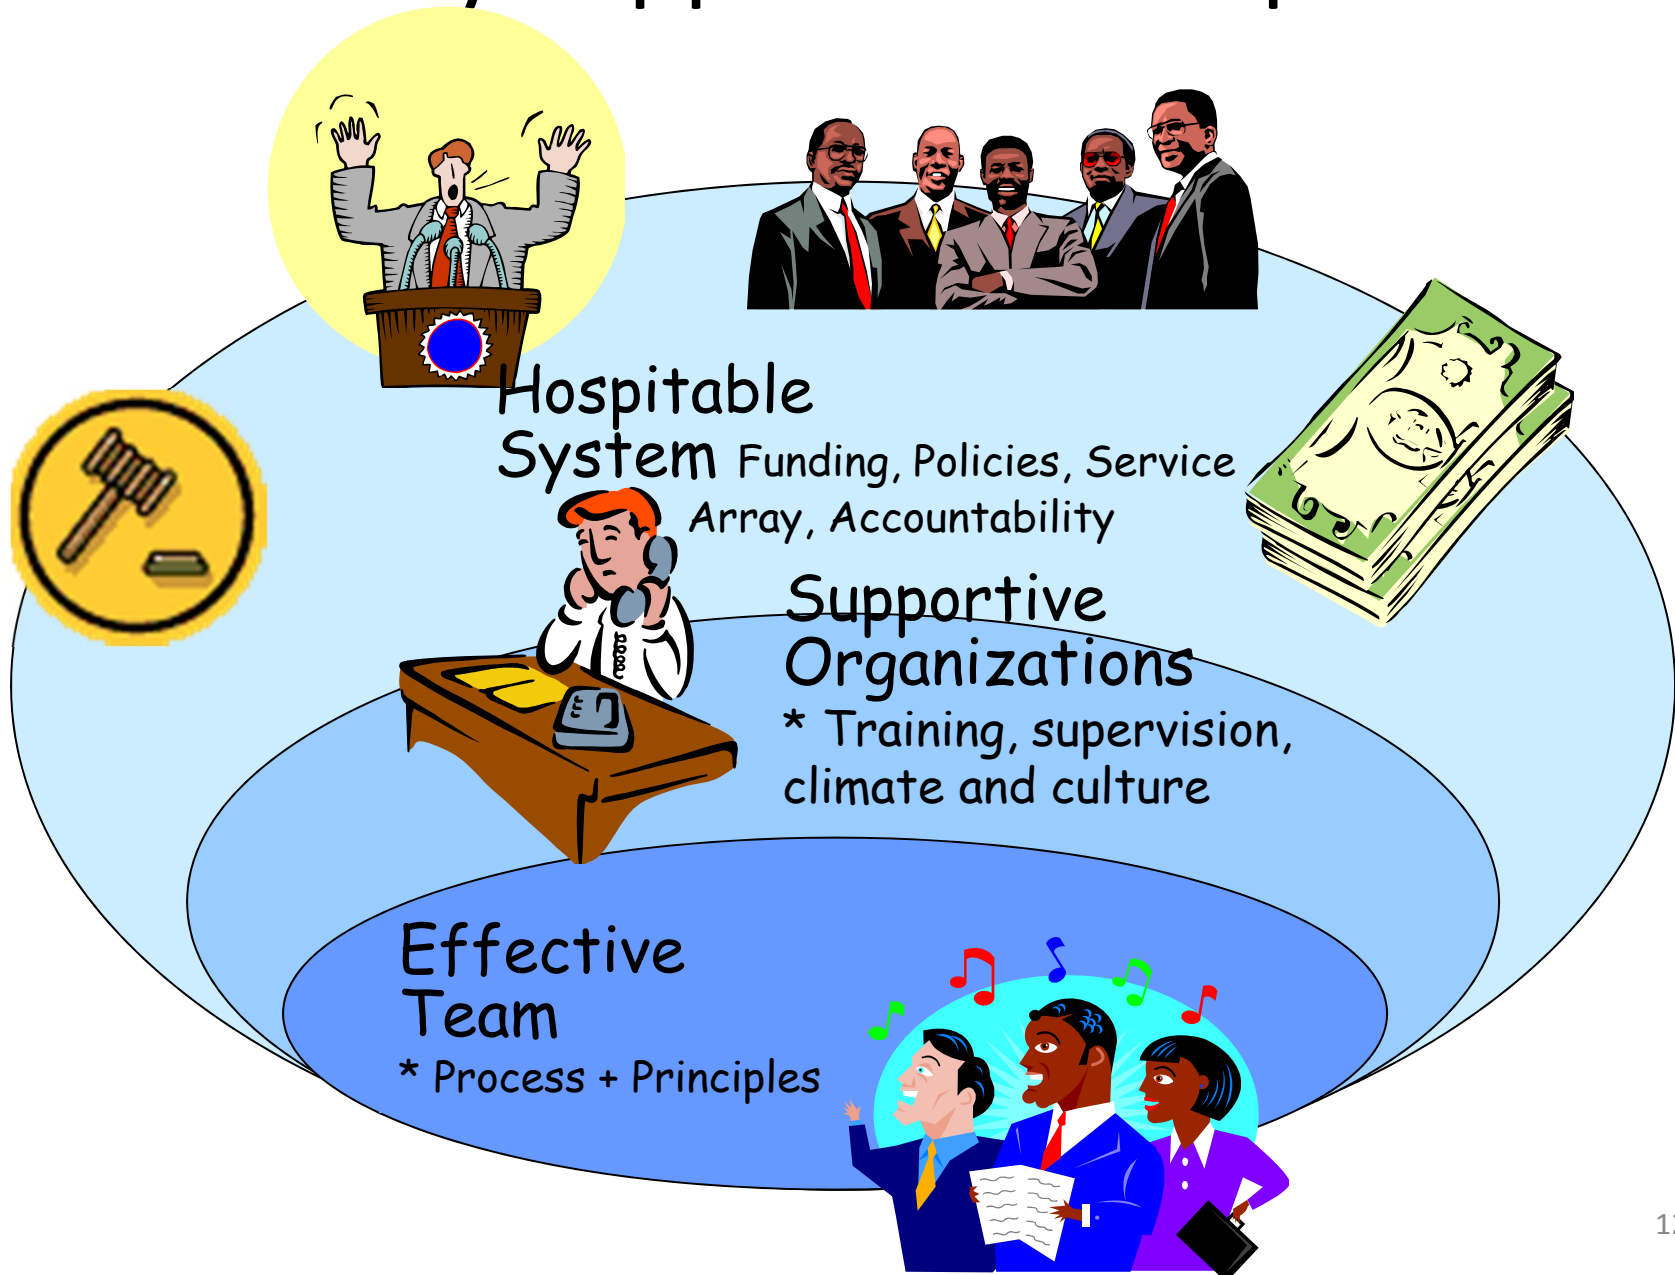 Hospitable
System Funding, Policies, Service
Array, Accountability
Supportive
Organizations
* Training, supervision,
climate and culture
Effective
Team
* Process + Principles